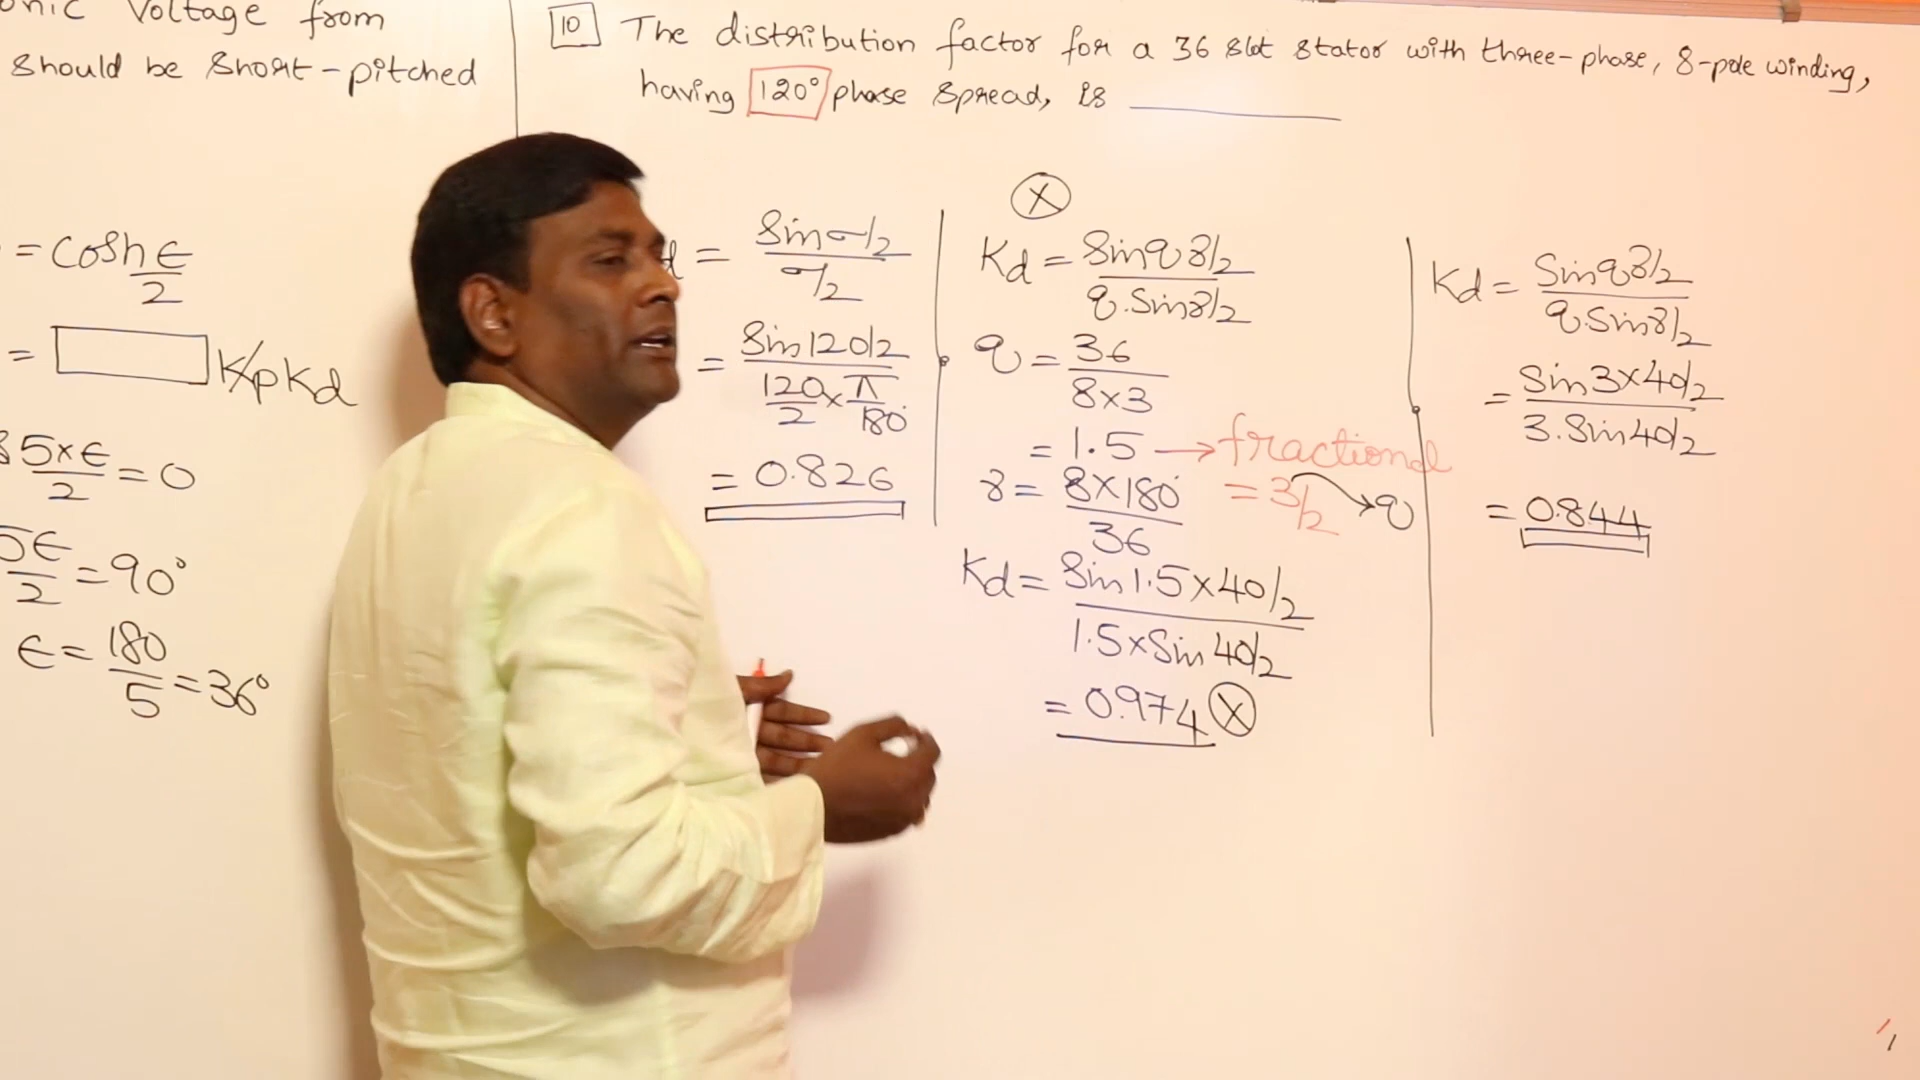 Voltage from
should be short-pitched
= cosh ε/2
= K/p Kd
5×ε/2 = 0
5ε/2 = 90°
ε = 180/5 = 36°
10 The distribution factor for a 36 slot stator with three-phase, 8-pole winding,
having 120° phase spread, is
= Sin σ/2 / σ/2
= Sin 120/2 / 120/2 × π/180
= 0.826
X
Kd = Sin qγ/2 / q.Sin γ/2
q = 36 / 8×3
= 1.5 → fractional
= 3/2 → q
γ = 8×180 / 36
Kd = Sin 1.5×40/2 / 1.5×Sin 40/2
= 0.974 X
Kd = Sin qγ/2 / q.Sin γ/2
= Sin 3×40/2 / 3.Sin 40/2
= 0.844